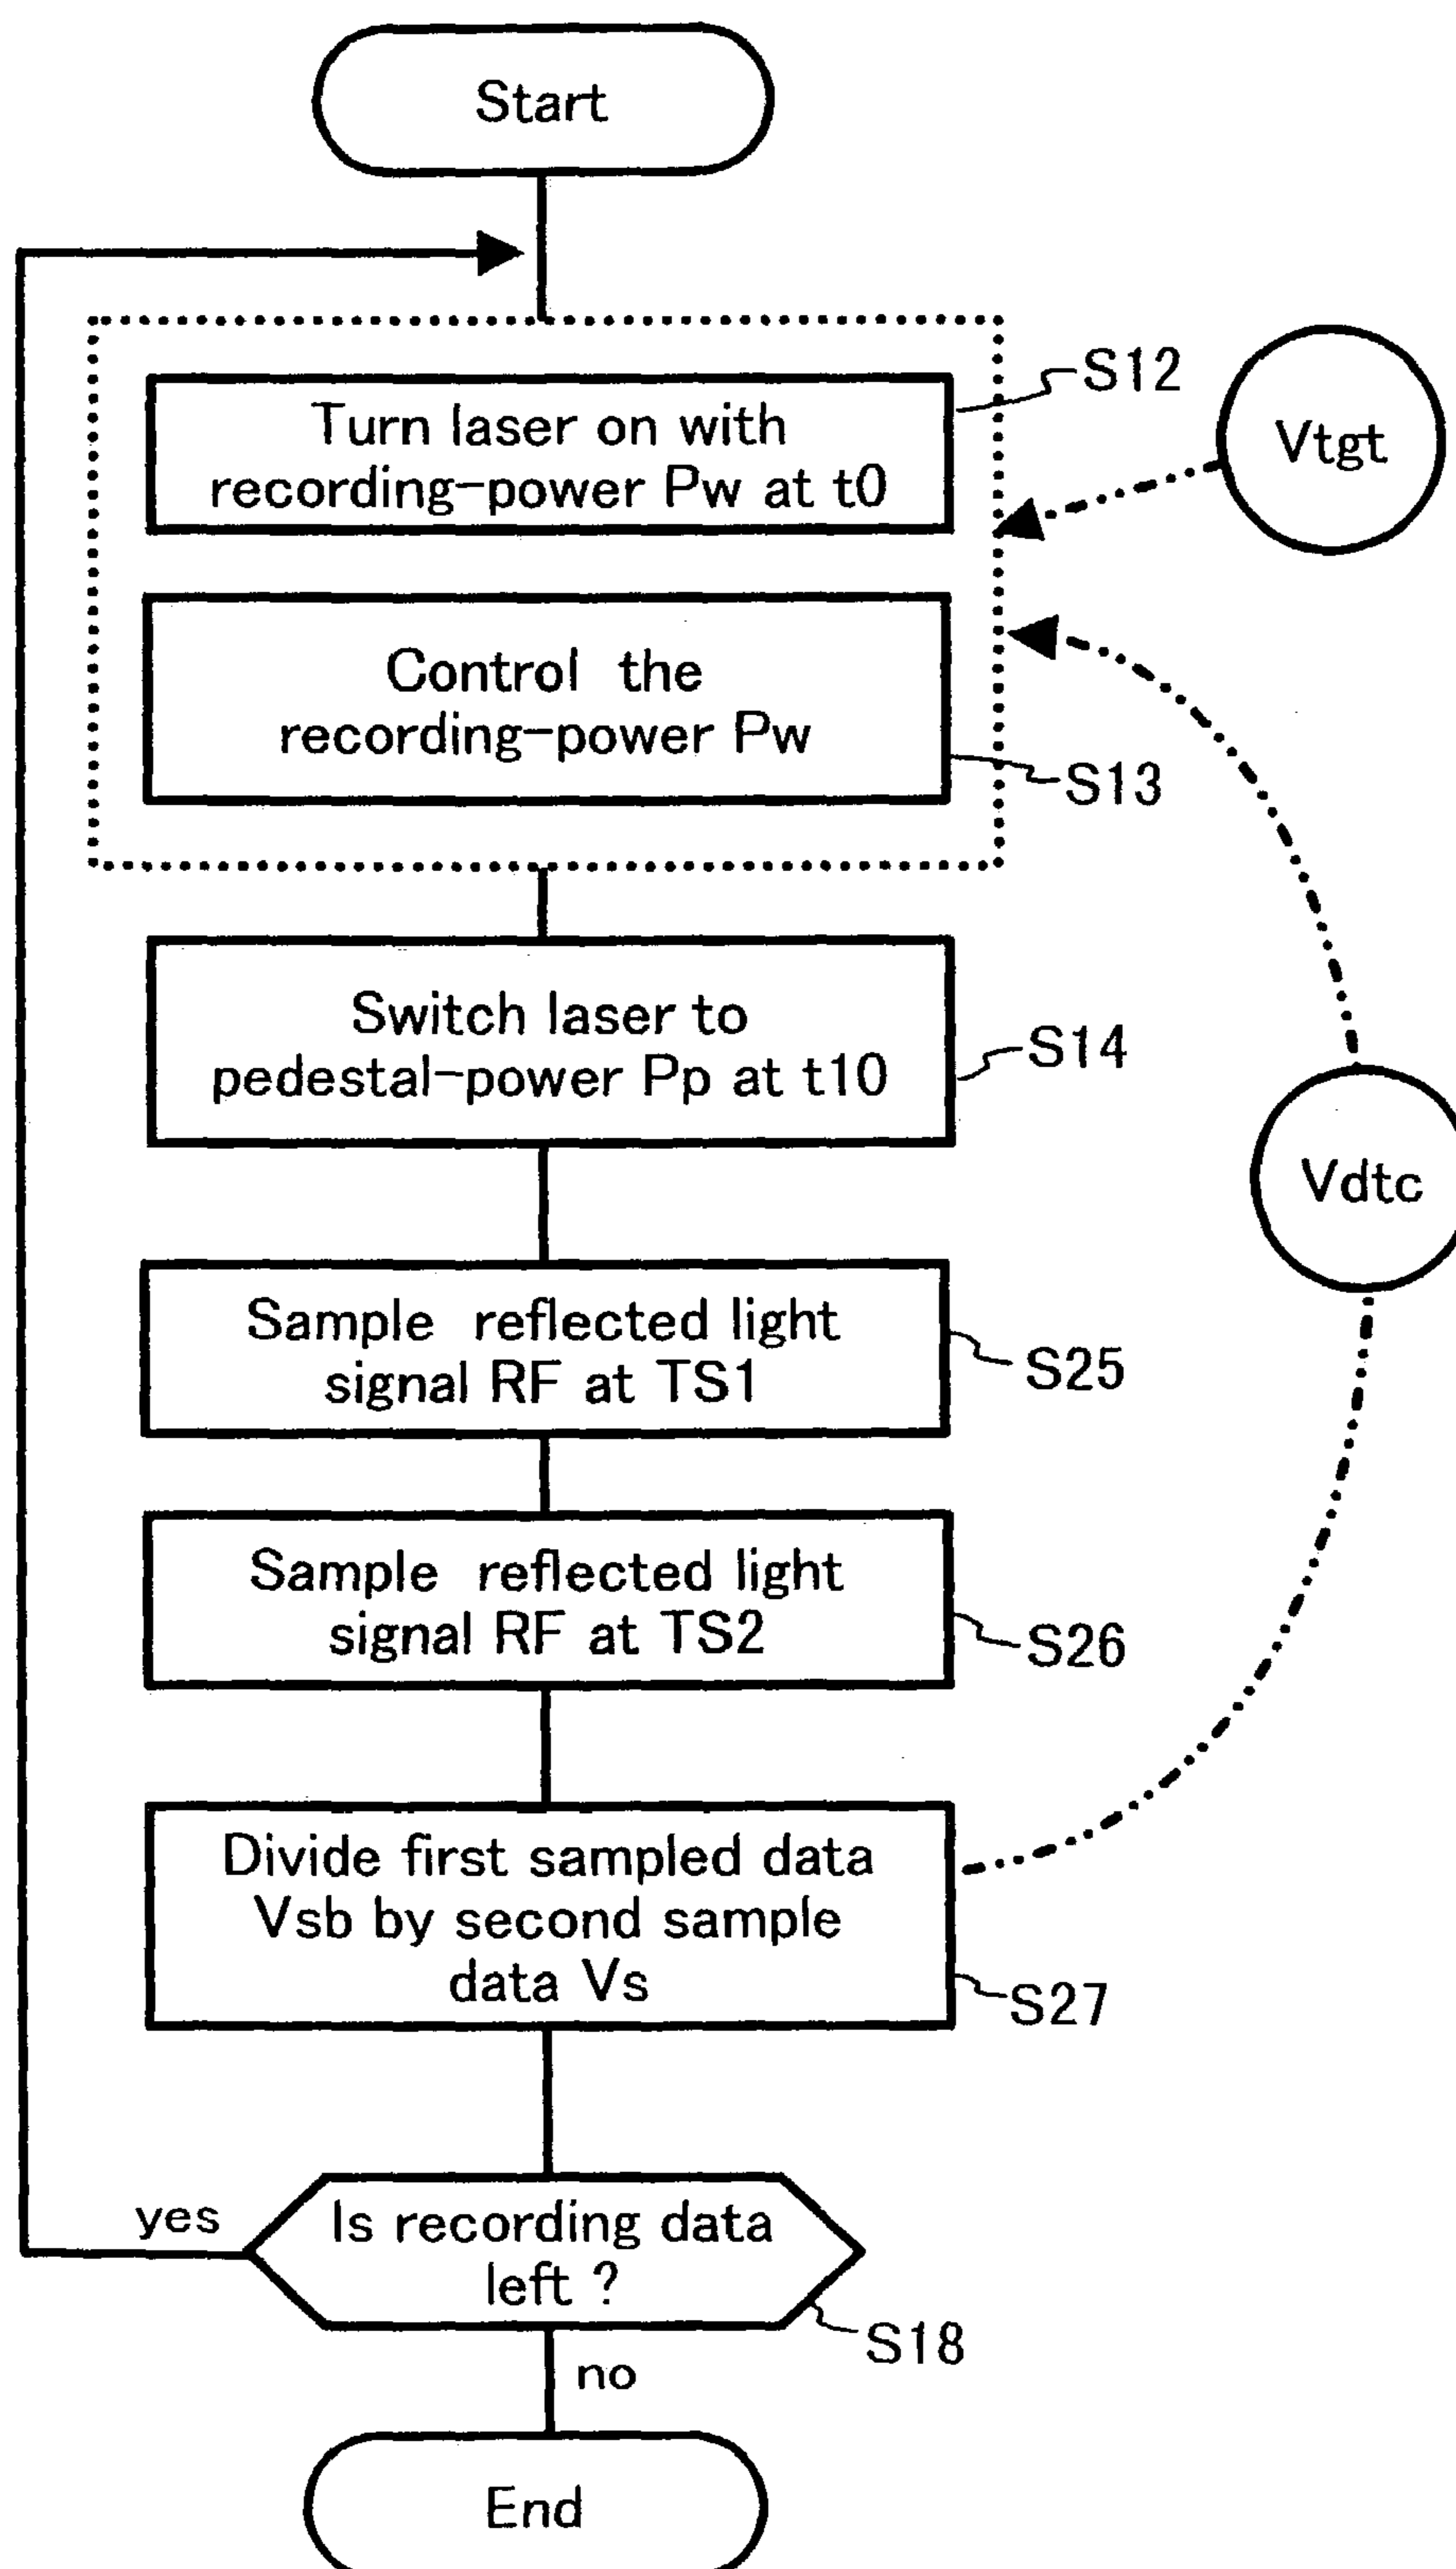 Start
Turn laser on with
recording-power Pw at t0
S12
Vtgt
Control the
recording-power Pw
S13
Switch laser to
pedestal-power Pp at t10
S14
Vdtc
Sample reflected light
signal RF at TS1
S25
Sample reflected light
signal RF at TS2
S26
Divide first sampled data
Vsb by second sample
data Vs
S27
yes
Is recording data
left ?
S18
no
End